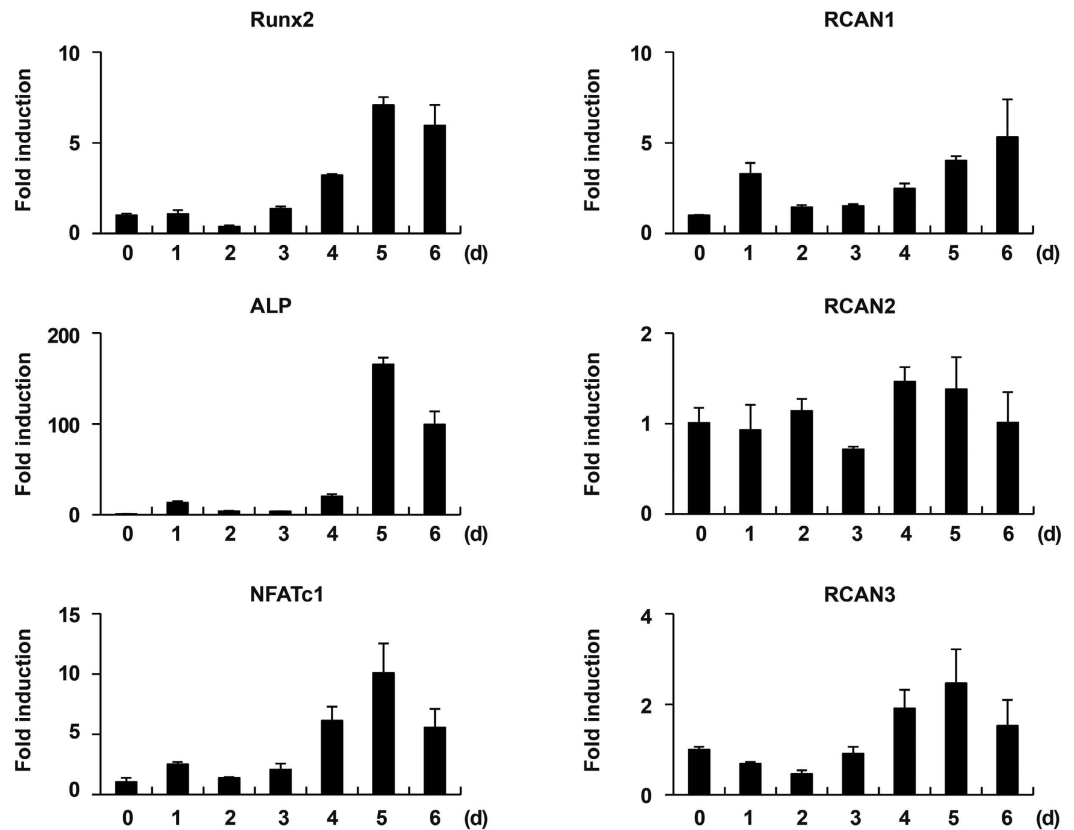 Runx2
Fold induction
10
5
0
0 1 2 3 4 5 6 (d)
RCAN1
Fold induction
10
5
0
0 1 2 3 4 5 6 (d)
ALP
Fold induction
200
100
0
0 1 2 3 4 5 6 (d)
RCAN2
Fold induction
2
1
0
0 1 2 3 4 5 6 (d)
NFATc1
Fold induction
15
10
5
0
0 1 2 3 4 5 6 (d)
RCAN3
Fold induction
4
2
0
0 1 2 3 4 5 6 (d)